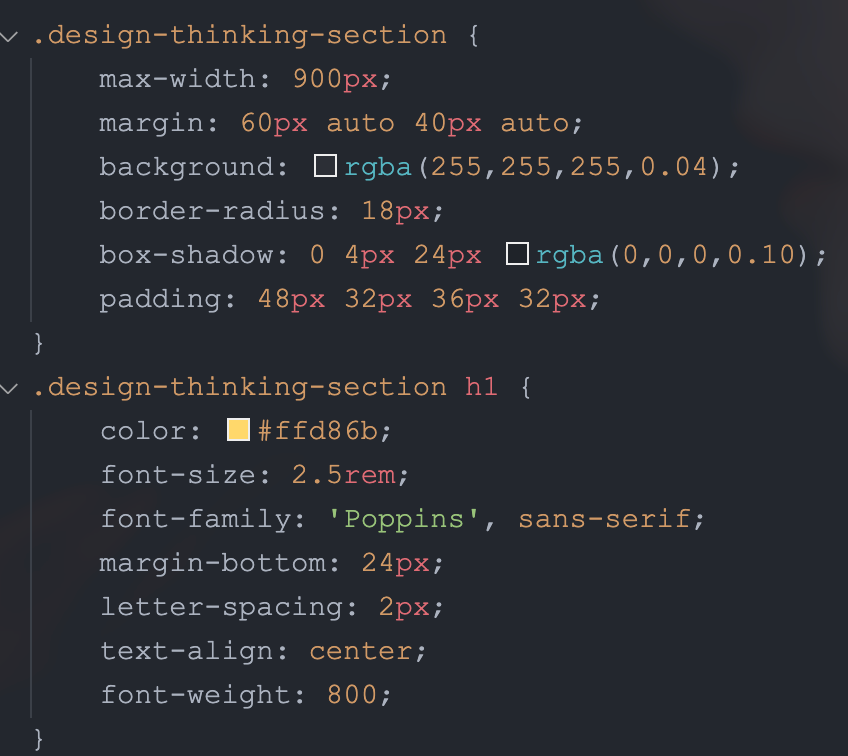 .design-thinking-section {
    max-width: 900px;
    margin: 60px auto 40px auto;
    background: rgba(255,255,255,0.04);
    border-radius: 18px;
    box-shadow: 0 4px 24px rgba(0,0,0,0.10);
    padding: 48px 32px 36px 32px;
}
.design-thinking-section h1 {
    color: #ffd86b;
    font-size: 2.5rem;
    font-family: 'Poppins', sans-serif;
    margin-bottom: 24px;
    letter-spacing: 2px;
    text-align: center;
    font-weight: 800;
}